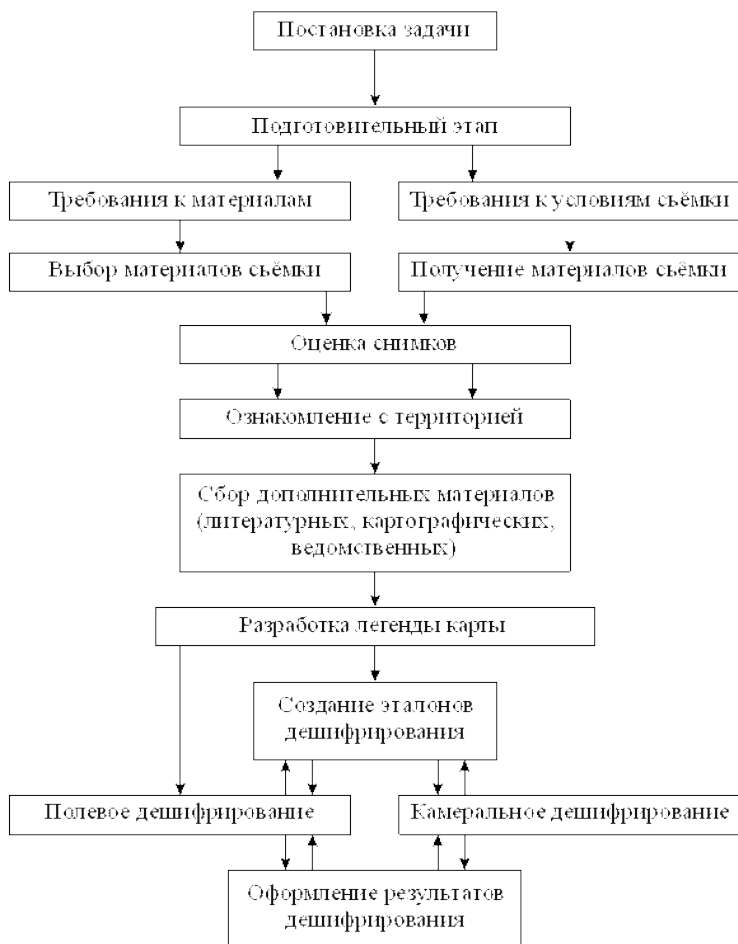 Постановка задачи
Подготовительный этап
Требования к материалам
Требования к условиям съёмки
Выбор материалов съёмки
Получение материалов съёмки
Оценка снимков
Ознакомление с территорией
Сбор дополнительных материалов
(литературных, картографических,
ведомственных)
Разработка легенды карты
Создание эталонов
дешифрирования
Полевое дешифрирование
Камеральное дешифрирование
Оформление результатов
дешифрирования